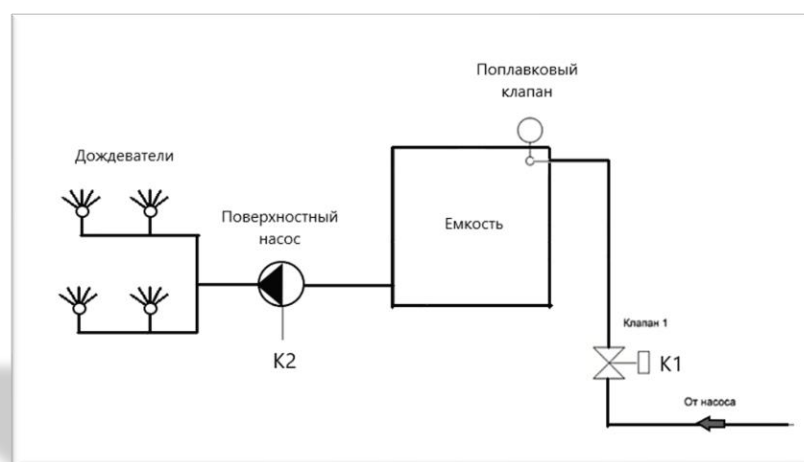 Поплавковый
клапан
Дождеватели
Поверхностный
насос
Емкость
Клапан 1
K2
K1
От насоса